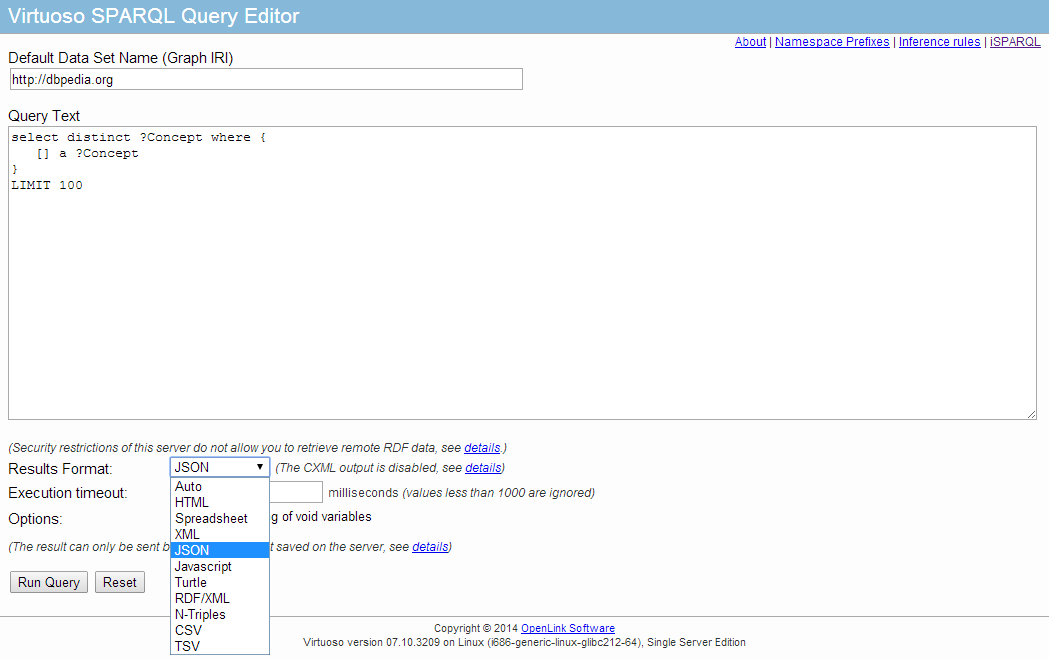 Virtuoso SPARQL Query Editor
About | Namespace Prefixes | Inference rules | iSPARQL
Default Data Set Name (Graph IRI)
http://dbpedia.org
Query Text
select distinct ?Concept where {
[] a ?Concept
}
LIMIT 100
(Security restrictions of this server do not allow you to retrieve remote RDF data, see details.)
Results Format: JSON ▼ (The CXML output is disabled, see details)
Auto
Execution timeout: milliseconds (values less than 1000 are ignored)
HTML
Options: Spreadsheet g of void variables
XML
(The result can only be sent b JSON t saved on the server, see details)
Javascript
Run Query Reset Turtle
RDF/XML
N-Triples
CSV
TSV
Copyright © 2014 OpenLink Software
Virtuoso version 07.10.3209 on Linux (i686-generic-linux-glibc212-64), Single Server Edition